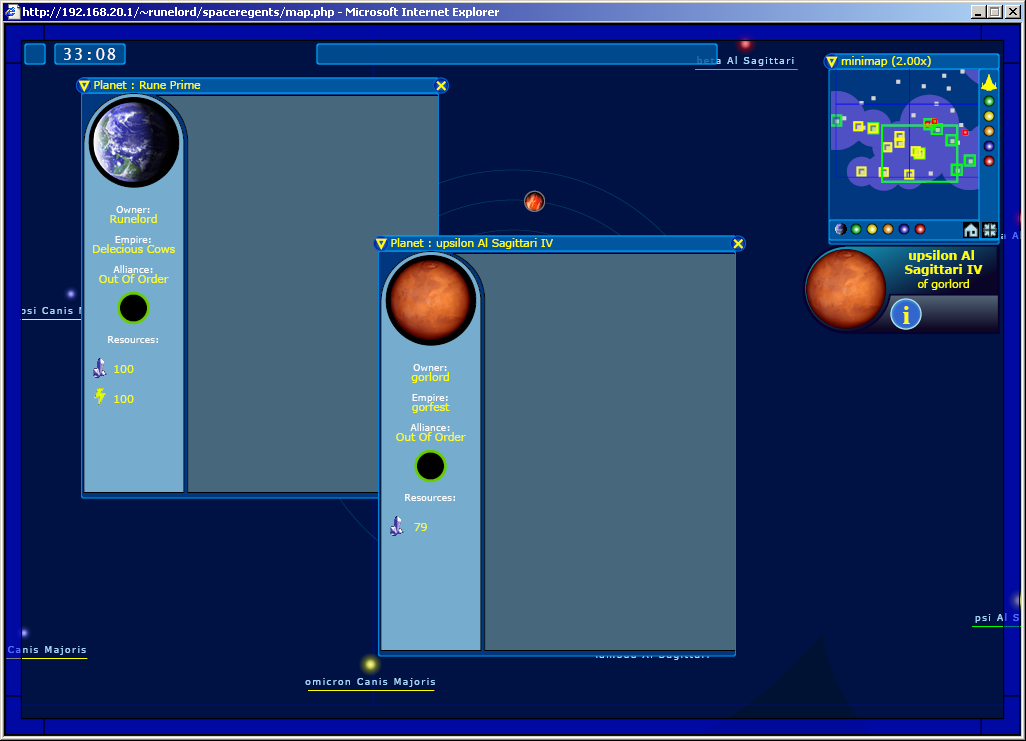 http://192.168.20.1/~runelord/spaceregents/map.php - Microsoft Internet Explorer
33:08
beta Al Sagittari
minimap (2.00x)
Planet : Rune Prime
Owner:
Runelord
Empire:
Delecious Cows
Alliance:
Out Of Order
Resources:
100
100
Planet : upsilon Al Sagittari IV
Owner:
gorlord
Empire:
gorfest
Alliance:
Out Of Order
Resources:
79
upsilon Al
Sagittari IV
of gorlord
i
psi Canis
Canis Majoris
omicron Canis Majoris
Al Sagittari
psi Al S